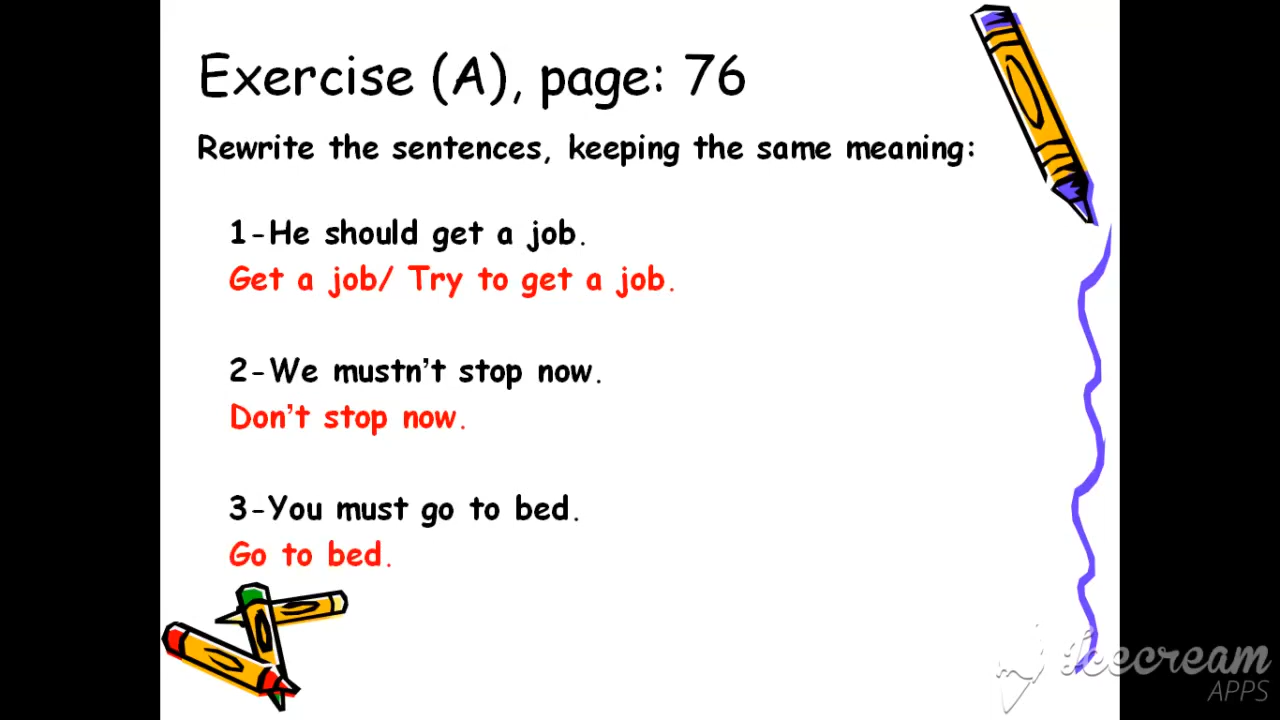 Exercise (A), page: 76
Rewrite the sentences, keeping the same meaning:
1-He should get a job.
Get a job/ Try to get a job.
2-We mustn’t stop now.
Don’t stop now.
3-You must go to bed.
Go to bed.
Icecream
APPS